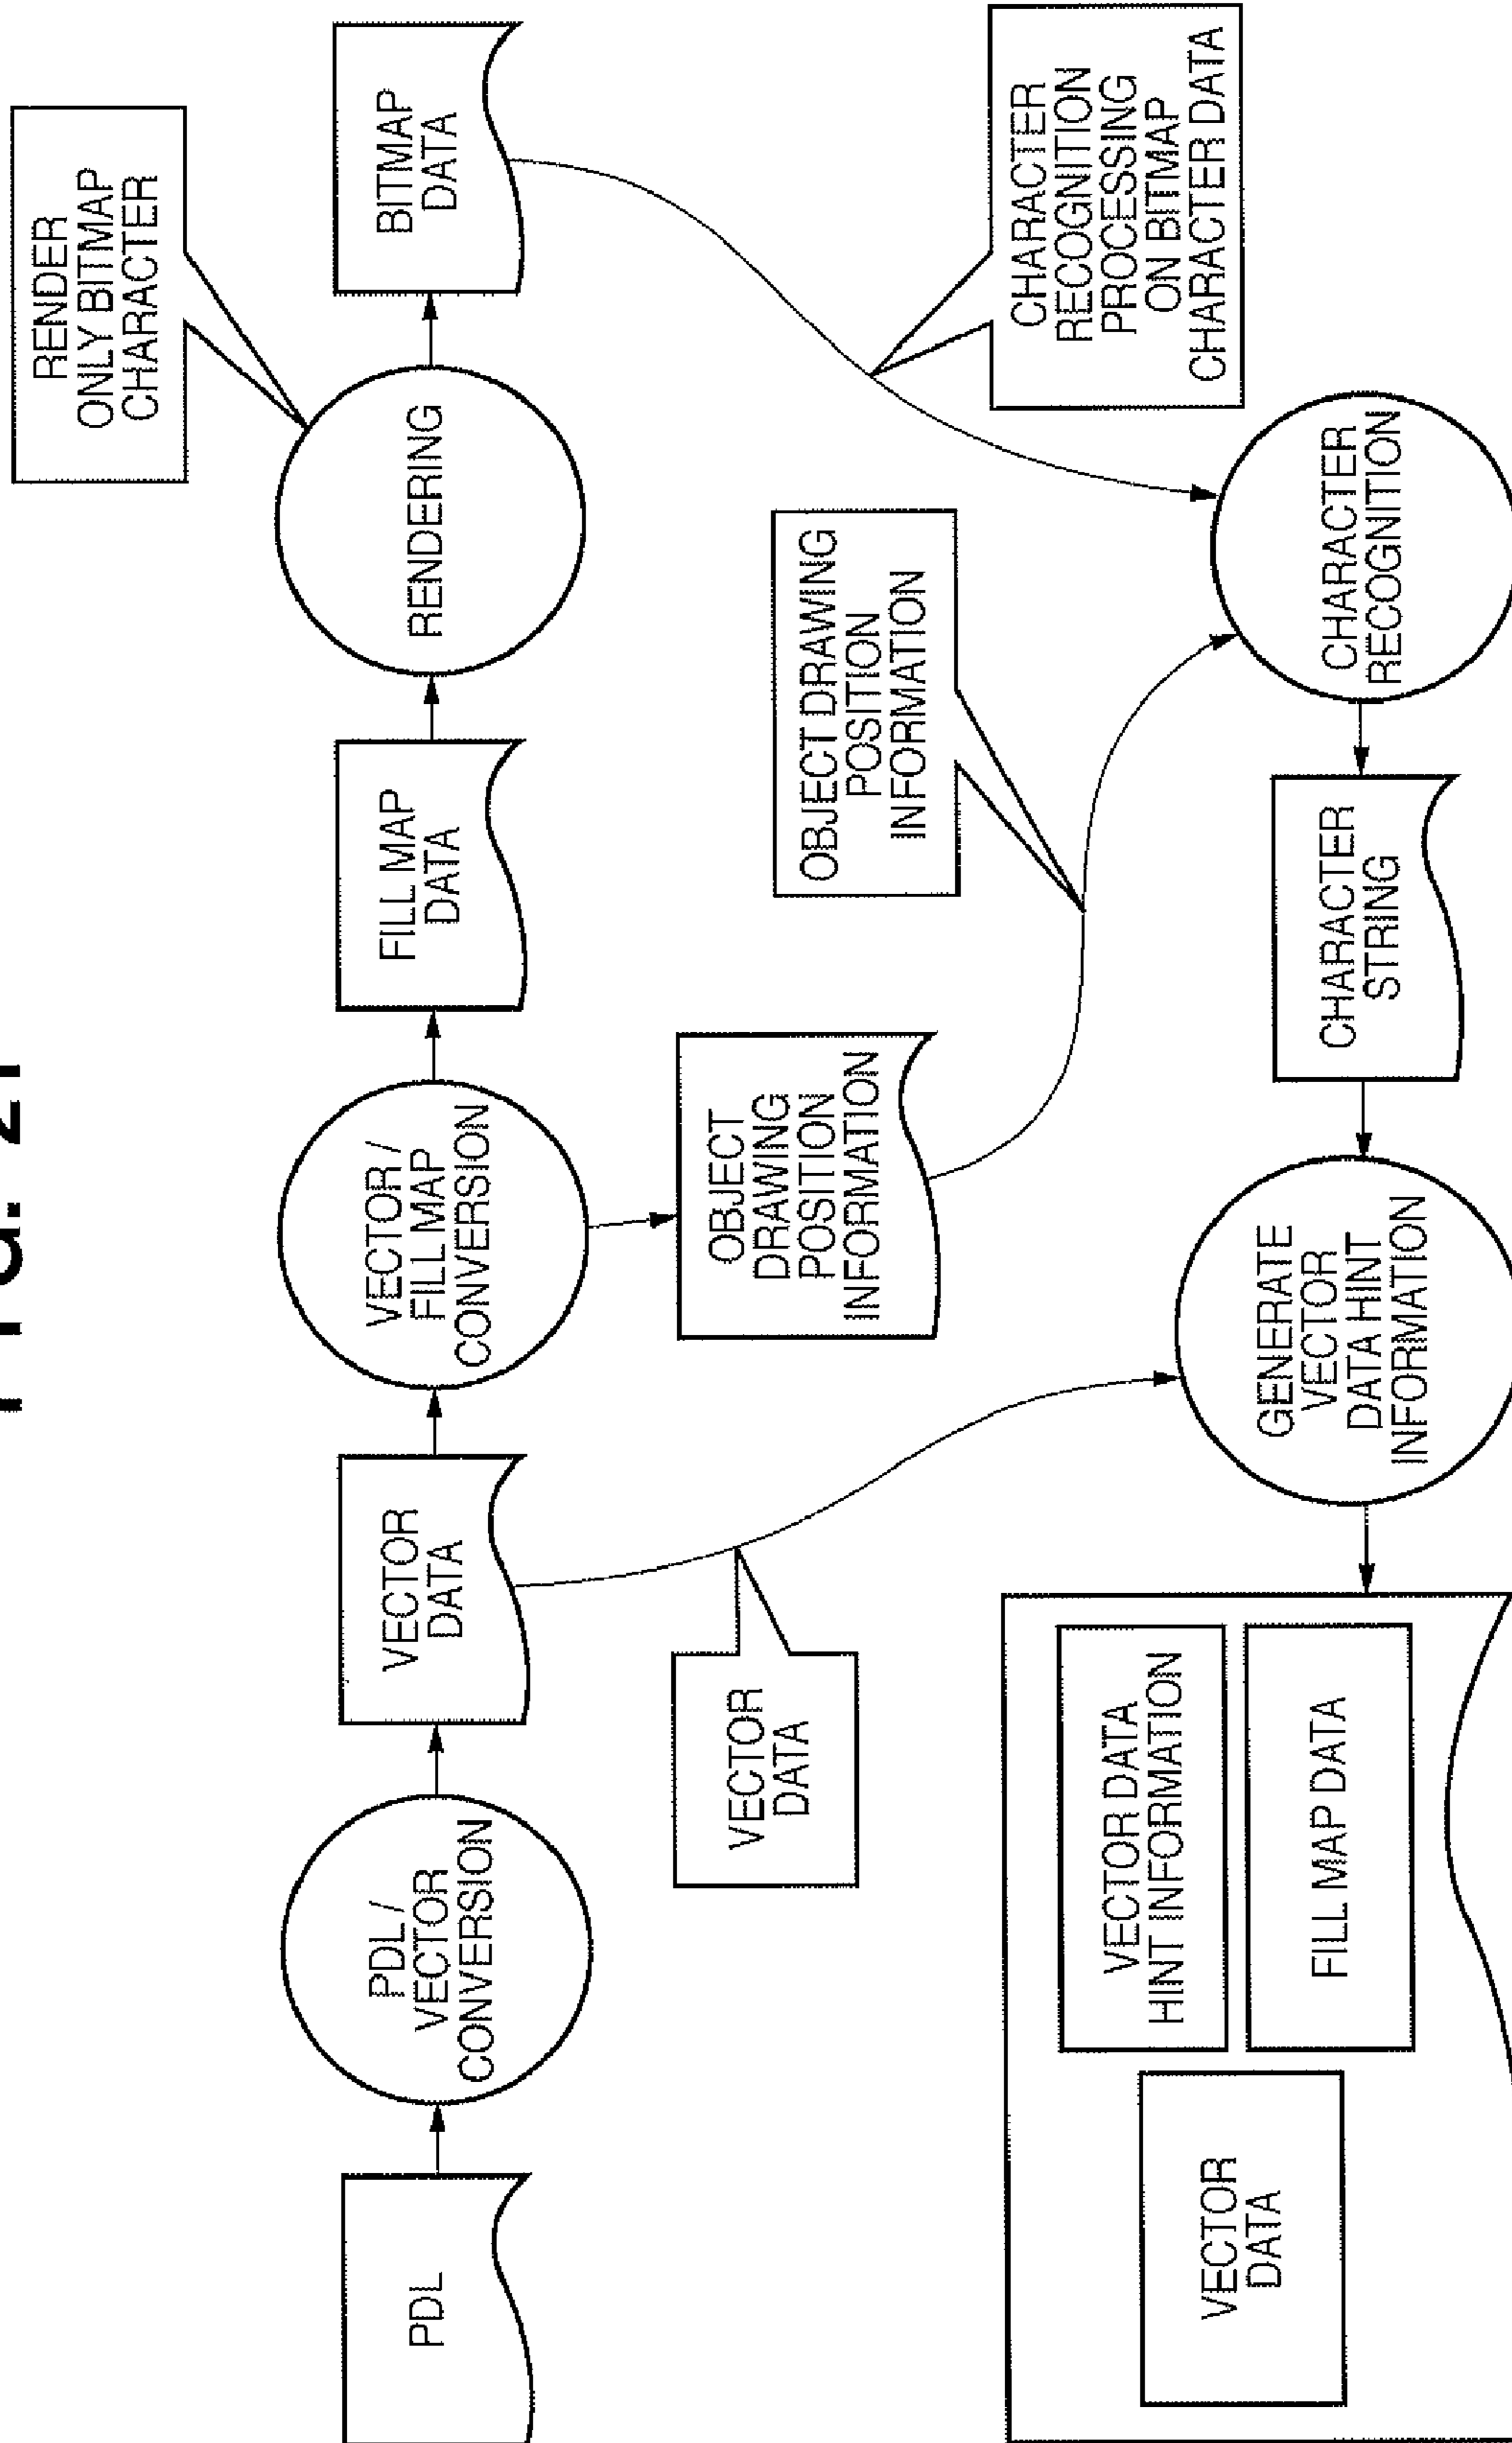 FIG. 21
PDL
PDL /
VECTOR
CONVERSION
VECTOR
DATA
VECTOR /
FILL MAP
CONVERSION
FILL MAP
DATA
RENDERING
RENDER
ONLY BITMAP
CHARACTER
BITMAP
DATA
VECTOR
DATA
OBJECT
DRAWING
POSITION
INFORMATION
OBJECT DRAWING
POSITION
INFORMATION
CHARACTER
RECOGNITION
PROCESSING
ON BITMAP
CHARACTER DATA
VECTOR
DATA
VECTOR DATA
HINT INFORMATION
FILL MAP DATA
GENERATE
VECTOR
DATA HINT
INFORMATION
CHARACTER
STRING
CHARACTER
RECOGNITION